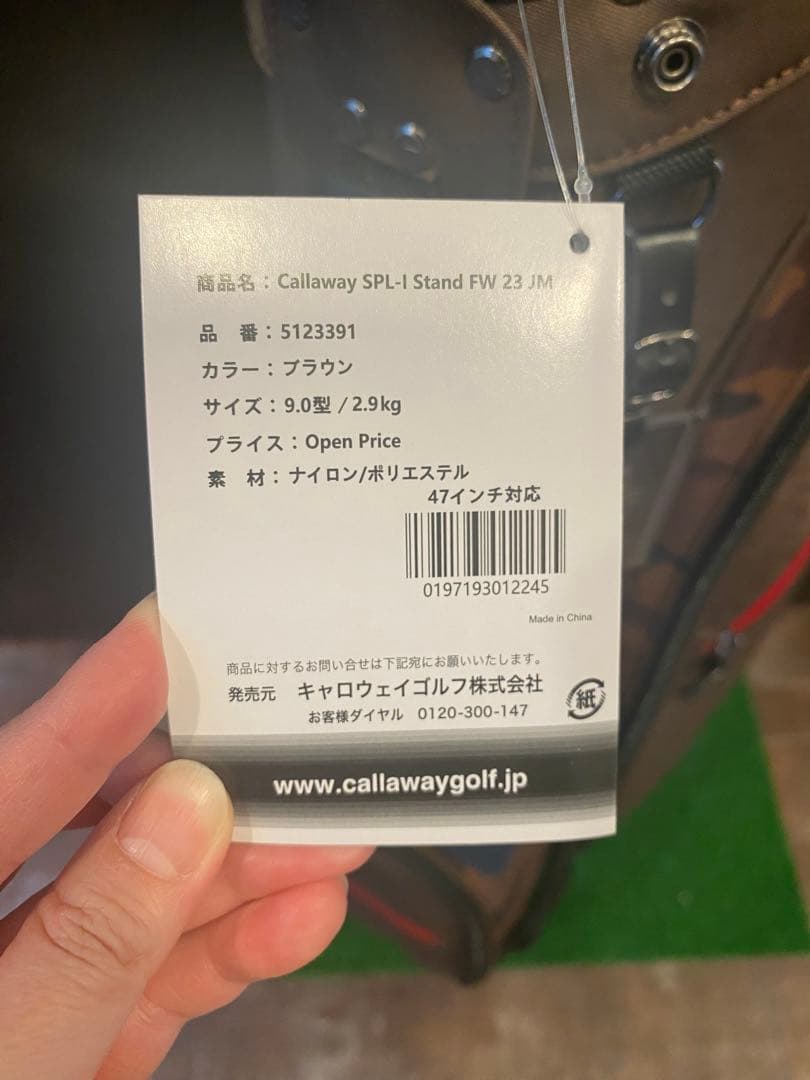 商品名：Callaway SPL-I Stand FW 23 JM
品　番：5123391
カラー：ブラウン
サイズ：9.0型 / 2.9kg
プライス：Open Price
素　材：ナイロン/ポリエステル
47インチ対応
0197193012245
Made in China
商品に対するお問い合せは下記宛にお願いいたします。
発売元　キャロウェイゴルフ株式会社
お客様ダイヤル　0120-300-147
紙
www.callawaygolf.jp